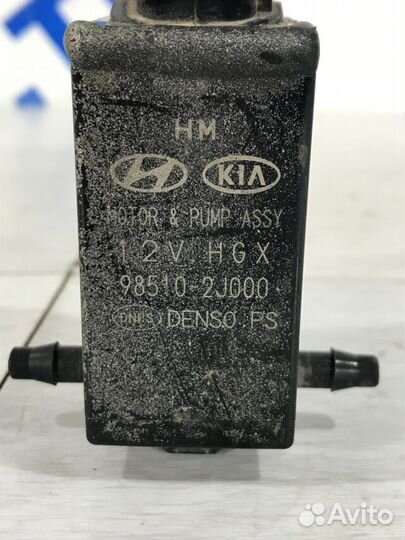 HM
KIA
MOTOR & PUMP ASSY
12V HGX
98510-2J000
DENSO PS
Avito